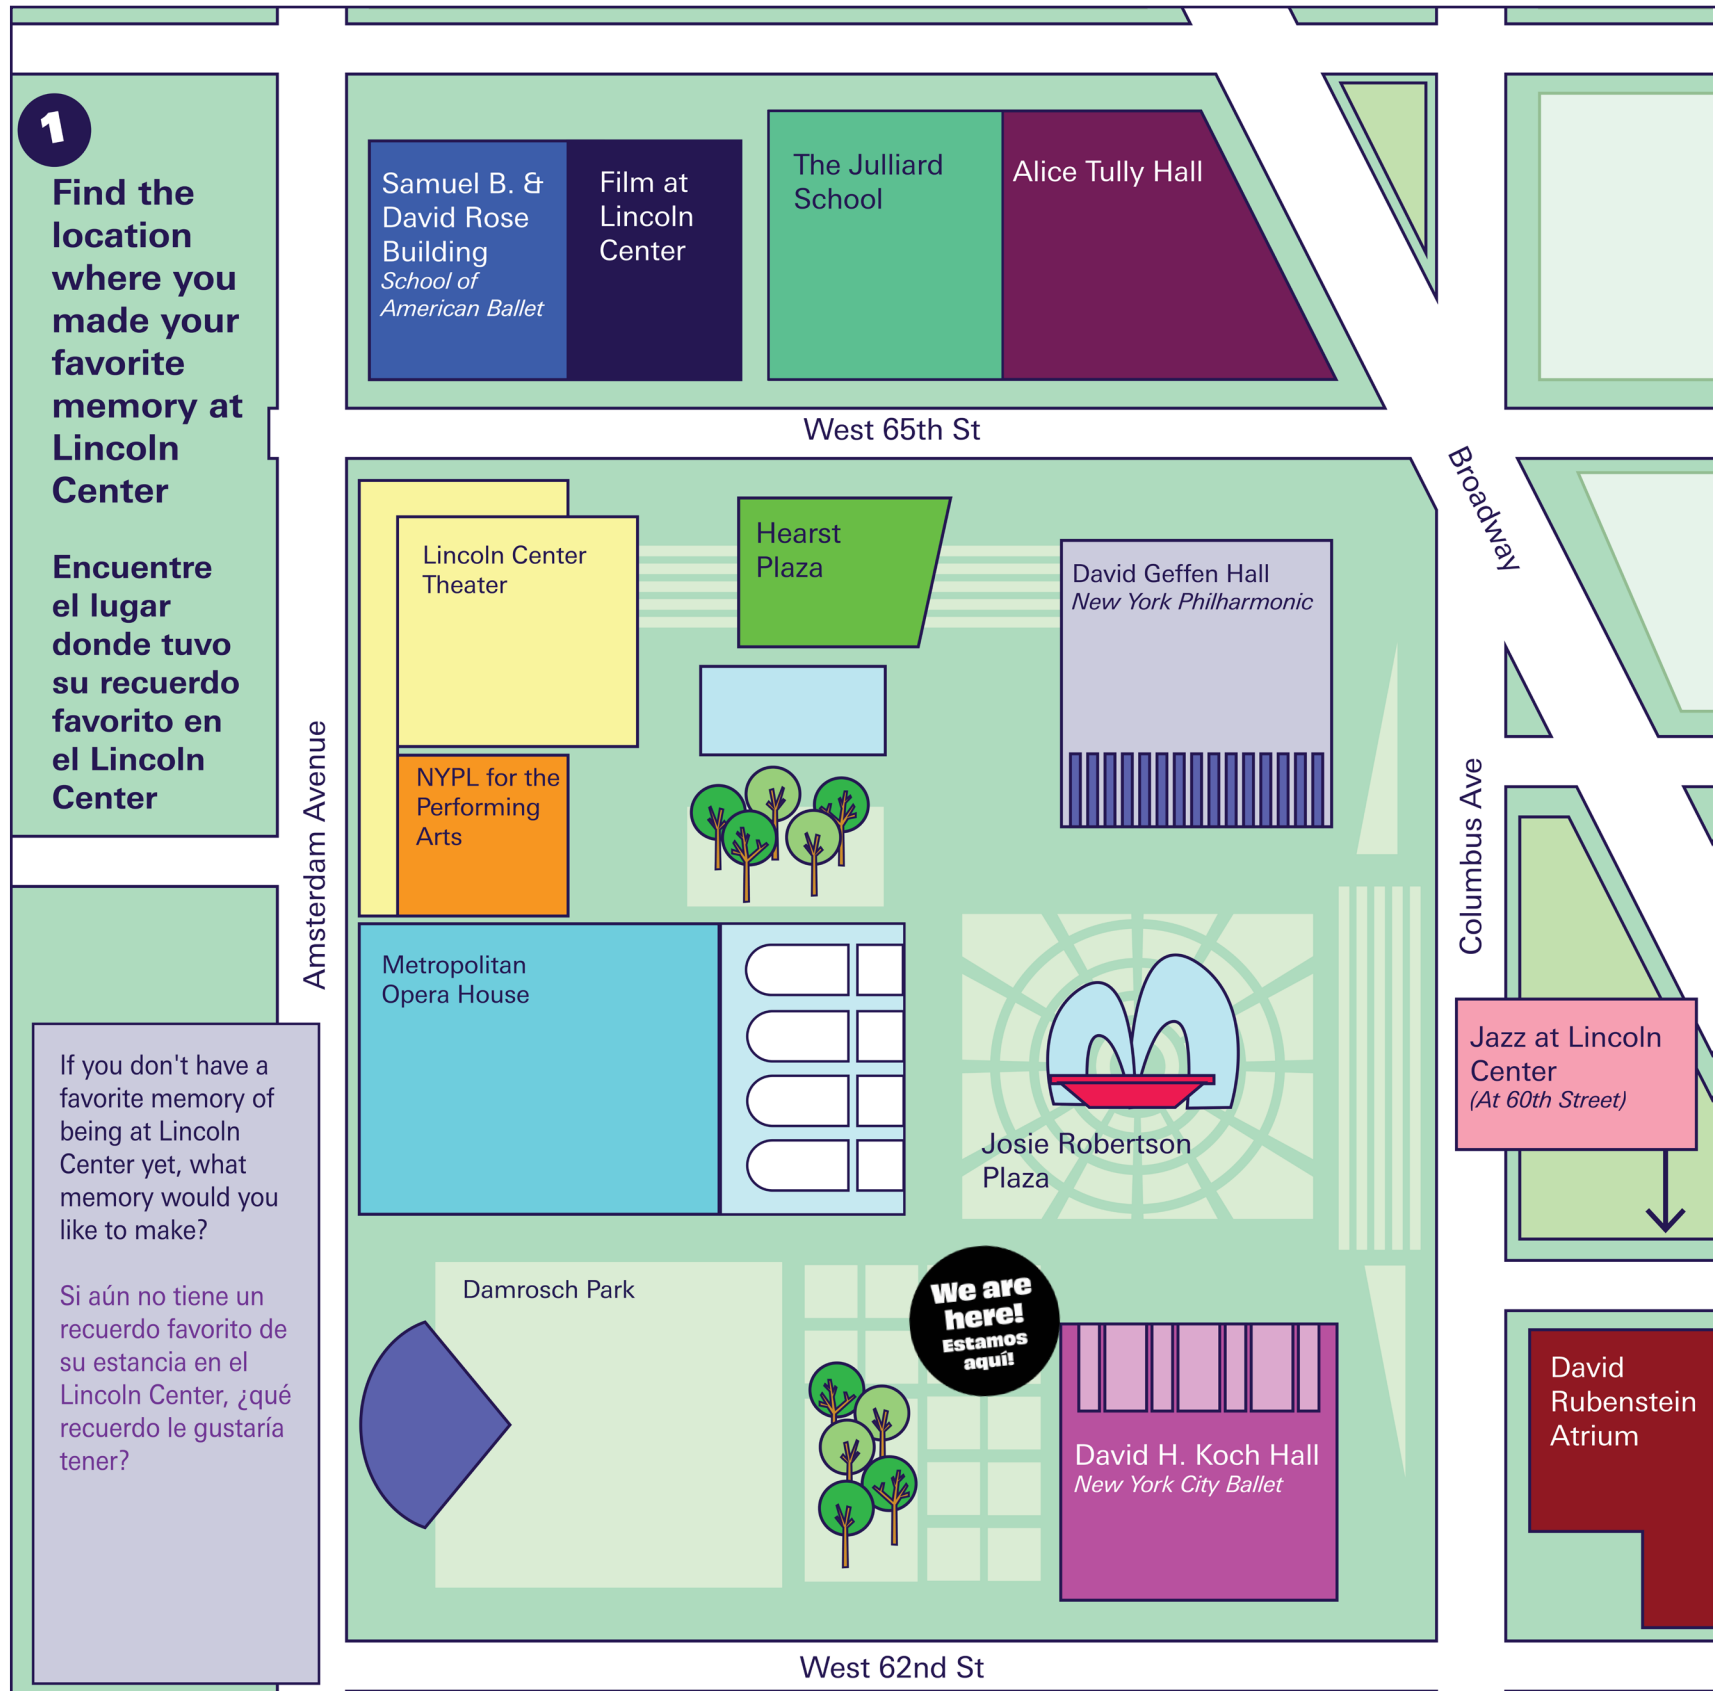 1
Find the
location
where you
made your
favorite
memory at
Lincoln
Center
Encuentre
el lugar
donde tuvo
su recuerdo
favorito en
el Lincoln
Center
If you don't have a
favorite memory of
being at Lincoln
Center yet, what
memory would you
like to make?
Si aún no tiene un
recuerdo favorito de
su estancia en el
Lincoln Center, ¿qué
recuerdo le gustaría
tener?
Amsterdam Avenue
Samuel B. &
David Rose
Building
School of
American Ballet
Film at
Lincoln
Center
The Julliard
School
Alice Tully Hall
West 65th St
Broadway
Lincoln Center
Theater
Hearst
Plaza
David Geffen Hall
New York Philharmonic
NYPL for the
Performing
Arts
Columbus Ave
Metropolitan
Opera House
Josie Robertson
Plaza
Jazz at Lincoln
Center
(At 60th Street)
Damrosch Park
We are
here!
Estamos
aquí!
David H. Koch Hall
New York City Ballet
David
Rubenstein
Atrium
West 62nd St